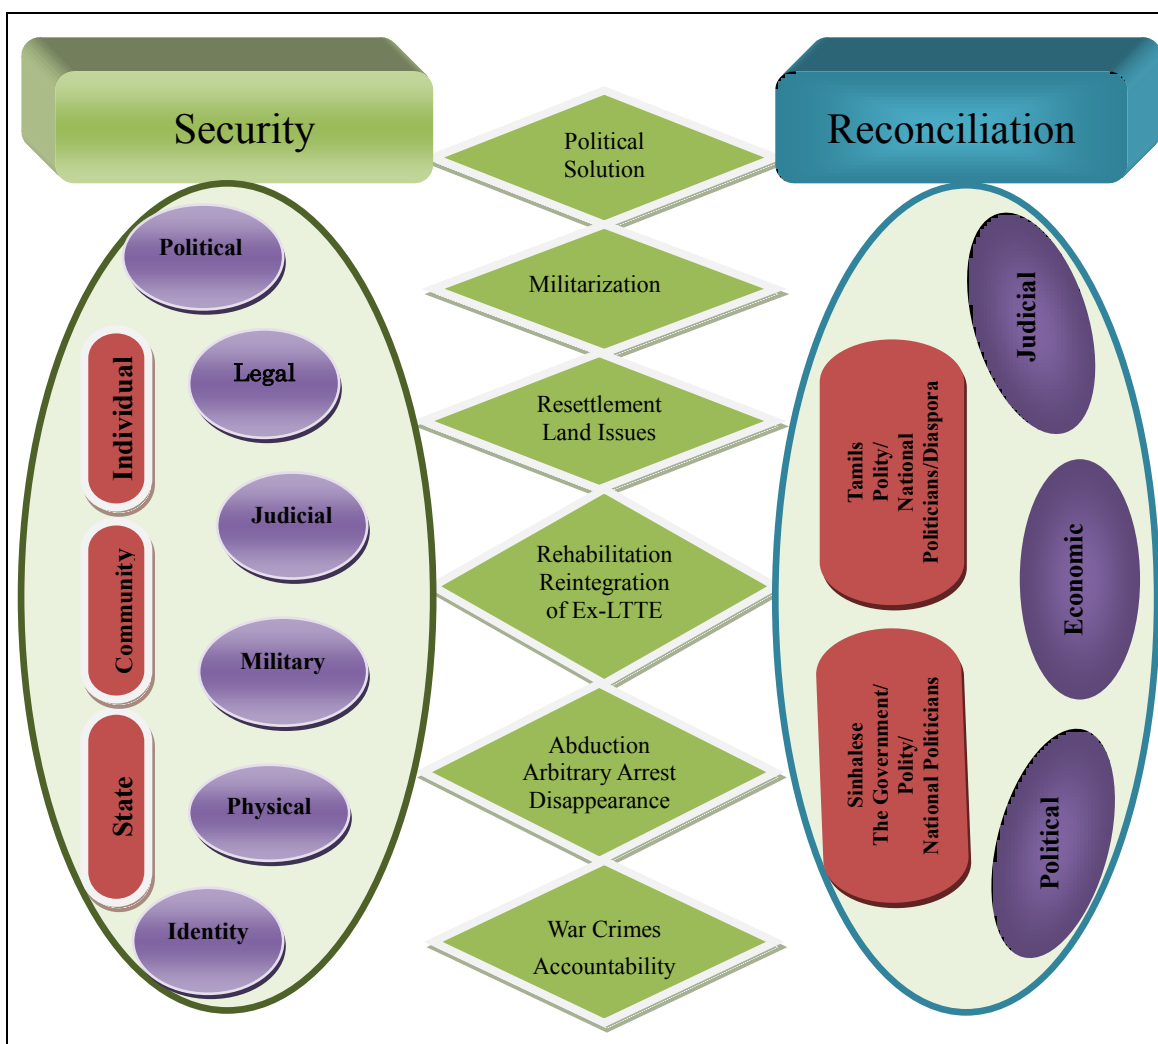 Security
Reconciliation
Political
Legal
Judicial
Military
Physical
Identity
Individual
Community
State
Political
Solution
Militarization
Resettlement
Land Issues
Rehabilitation
Reintegration
of Ex-LTTE
Abduction
Arbitrary Arrest
Disappearance
War Crimes
Accountability
Tamils
Polity/
National
Politicians/Diaspora
Sinhalese
The Government/
Polity/
National Politicians
Judicial
Economic
Political